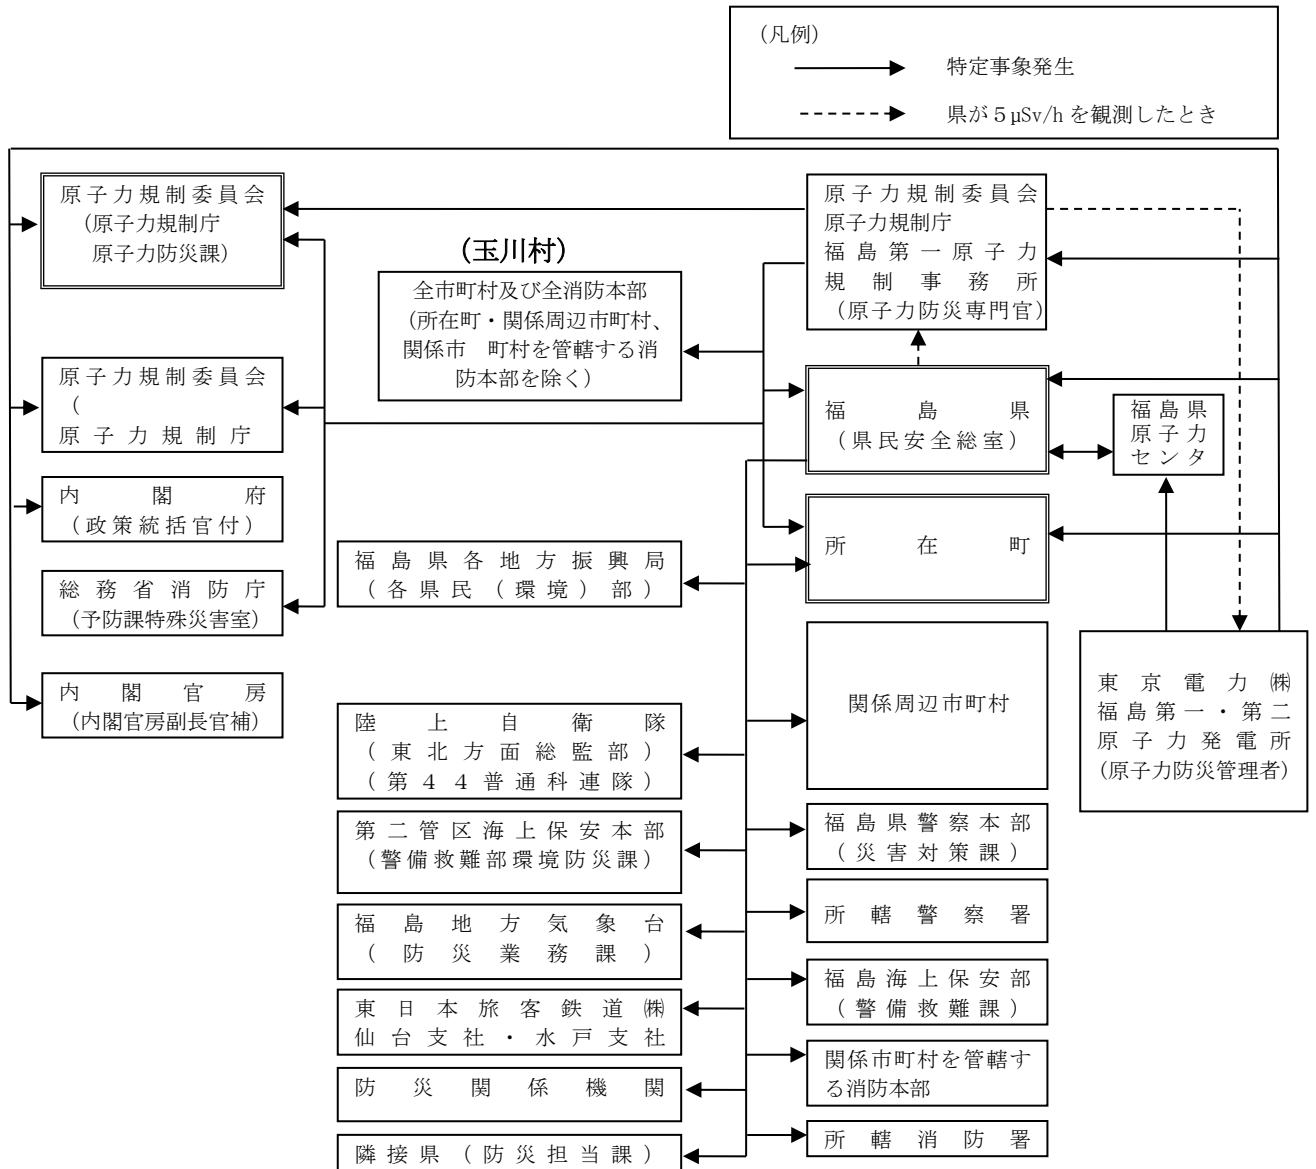 (凡例)
特定事象発生
県が５μSv/hを観測したとき
原子力規制委員会
(原子力規制庁
原子力防災課)
原子力規制委員会
原子力規制庁
福島第一原子力
規制事務所
(原子力防災専門官)
(玉川村)
全市町村及び全消防本部
(所在町・関係周辺市町村、
関係市　町村を管轄する消
防本部を除く)
原子力規制委員会
(
原子力規制庁
福島県
(県民安全総室)
福島県
原子力
センタ
内閣府
(政策統括官付)
所在町
福島県各地方振興局
(各県民(環境)部)
総務省消防庁
(予防課特殊災害室)
内閣官房
(内閣官房副長官補)
関係周辺市町村
東京電力㈱
福島第一・第二
原子力発電所
(原子力防災管理者)
陸上自衛隊
(東北方面総監部)
(第４４普通科連隊)
第二管区海上保安本部
(警備救難部環境防災課)
福島県警察本部
(災害対策課)
福島地方気象台
(防災業務課)
所轄警察署
東日本旅客鉄道㈱
仙台支社・水戸支社
福島海上保安部
(警備救難課)
防災関係機関
関係市町村を管轄す
る消防本部
隣接県(防災担当課)
所轄消防署